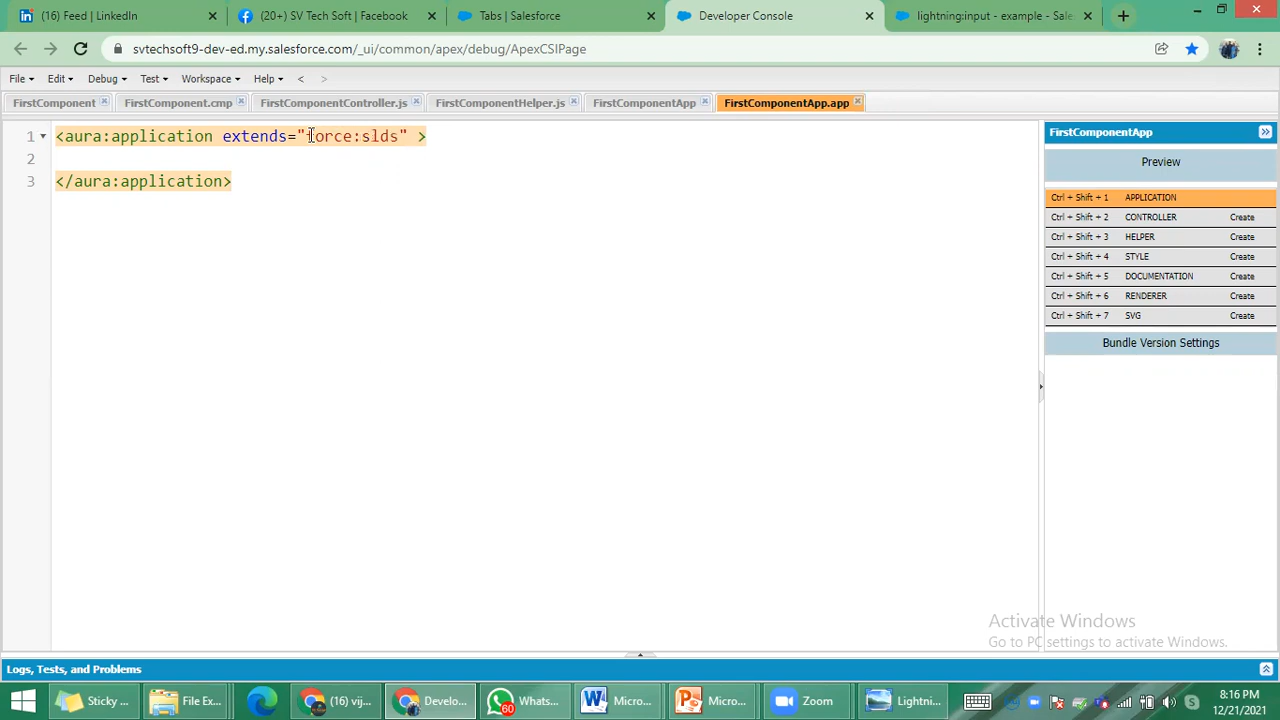 (16) Feed | LinkedIn
(20+) SV Tech Soft | Facebook
Tabs | Salesforce
Developer Console
lightning:input - example - Sales
svtechsoft9-dev-ed.my.salesforce.com/_ui/common/apex/debug/ApexCSIPage
File Edit Debug Test Workspace Help < >
FirstComponent FirstComponent.cmp FirstComponentController.js FirstComponentHelper.js FirstComponentApp FirstComponentApp.app
1 <aura:application extends="force:slds" >
2
3 </aura:application>
FirstComponentApp
Preview
Ctrl + Shift + 1 APPLICATION
Ctrl + Shift + 2 CONTROLLER Create
Ctrl + Shift + 3 HELPER Create
Ctrl + Shift + 4 STYLE Create
Ctrl + Shift + 5 DOCUMENTATION Create
Ctrl + Shift + 6 RENDERER Create
Ctrl + Shift + 7 SVG Create
Bundle Version Settings
Activate Windows
Go to PC settings to activate Windows.
Logs, Tests, and Problems
Sticky ...
File Ex...
(16) vij...
Develo...
60
Whats...
Micro...
Micro...
Zoom
Lightni...
8:16 PM
12/21/2021